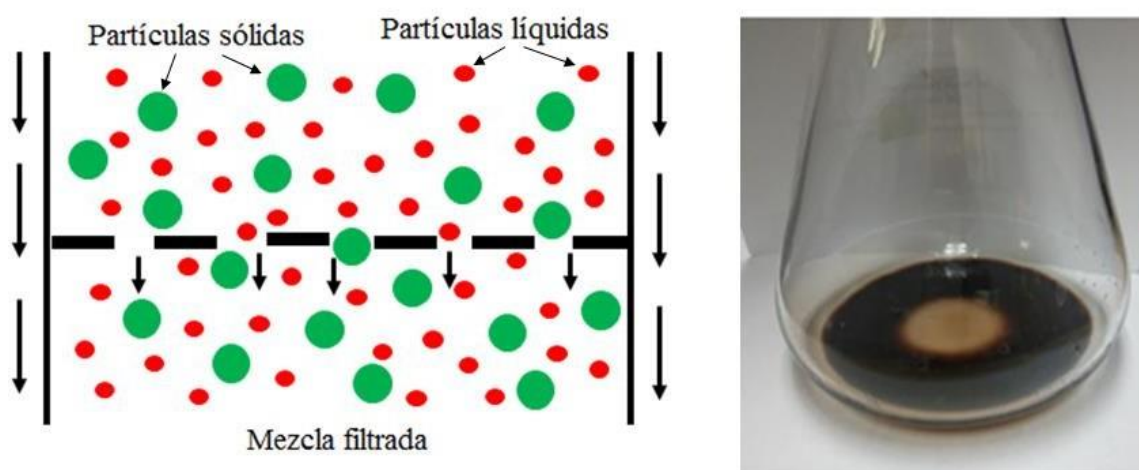 Partículas sólidas
Partículas líquidas
Mezcla filtrada